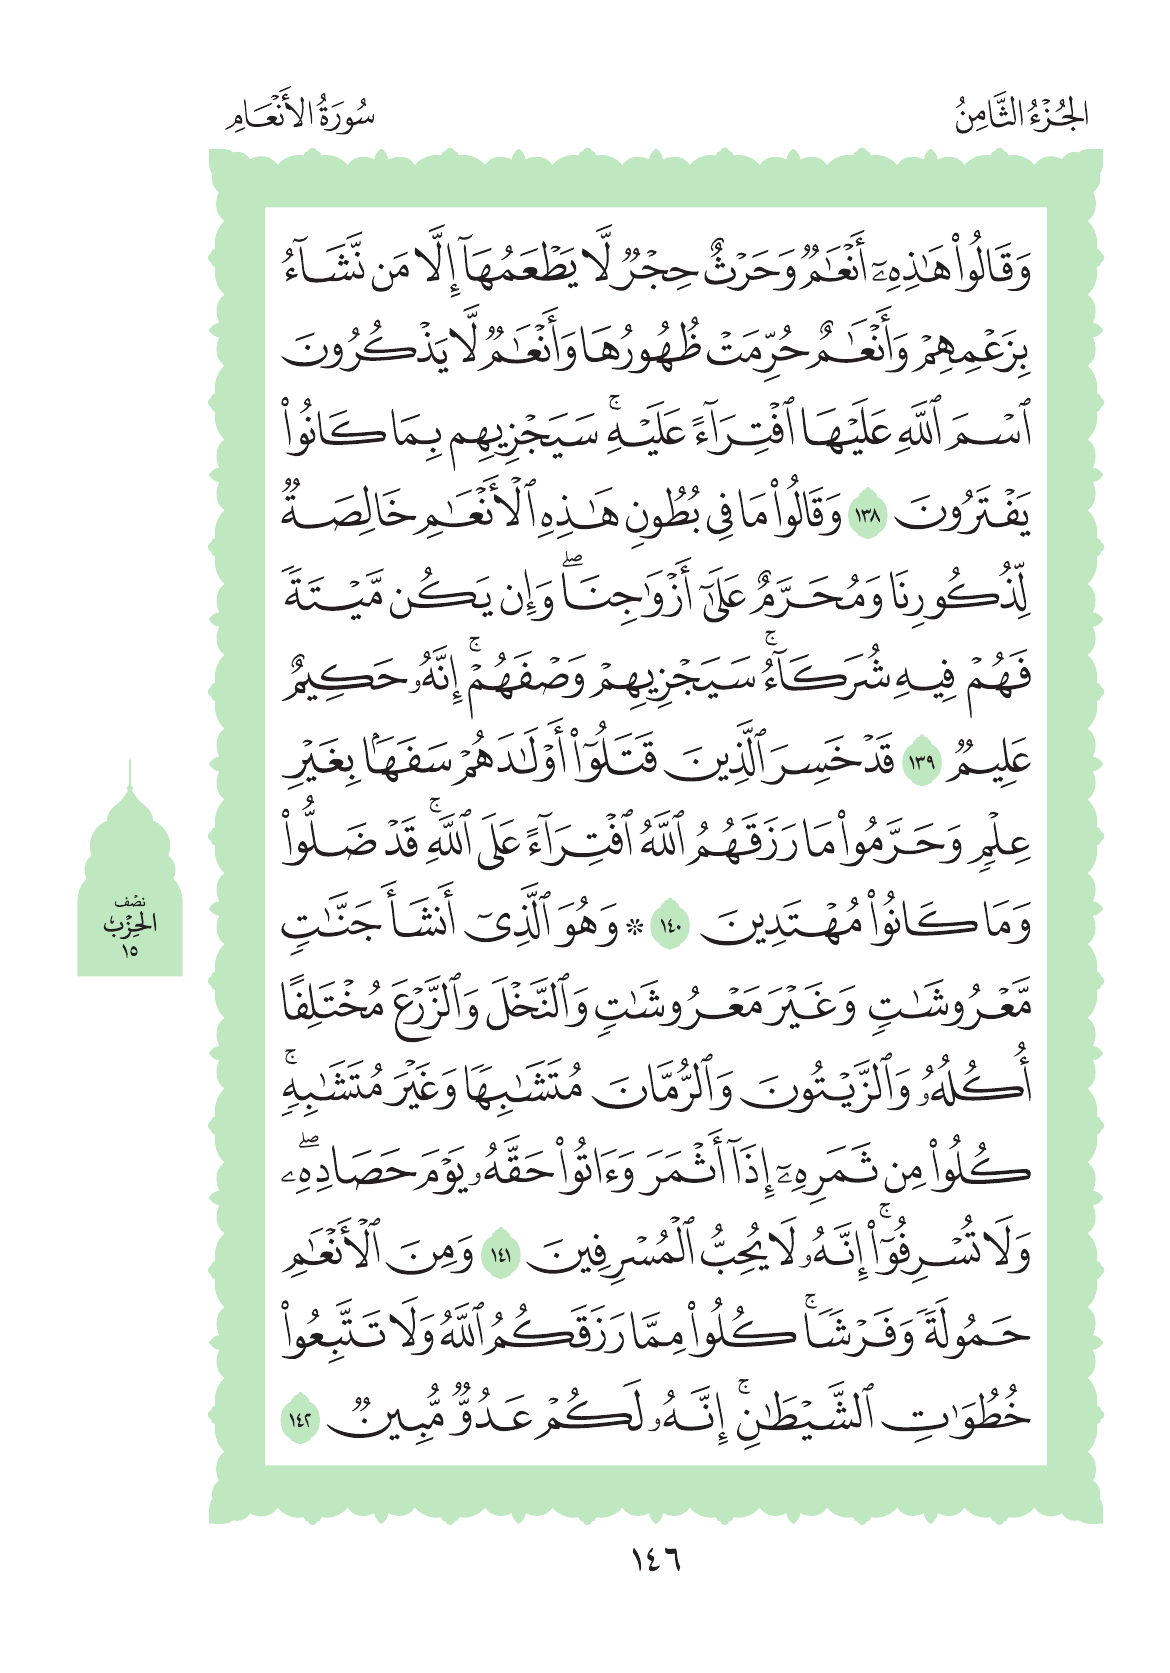 الجُزْءُ الثَّامِنُ
سُورَةُ الأَنْعَامِ
وَقَالُواْ هَٰذِهِۦٓ أَنْعَٰمٌ وَحَرْثٌ حِجْرٌ لَّا يَطْعَمُهَآ إِلَّا مَن نَّشَآءُ
بِزَعْمِهِمْ وَأَنْعَٰمٌ حُرِّمَتْ ظُهُورُهَا وَأَنْعَٰمٌ لَّا يَذْكُرُونَ
ٱسْمَ ٱللَّهِ عَلَيْهَا ٱفْتِرَآءً عَلَيْهِۚ سَيَجْزِيهِم بِمَا كَانُواْ
يَفْتَرُونَ ١٣٨ وَقَالُواْ مَا فِى بُطُونِ هَٰذِهِ ٱلْأَنْعَٰمِ خَالِصَةٌ
لِّذُكُورِنَا وَمُحَرَّمٌ عَلَىٰٓ أَزْوَٰجِنَاۖ وَإِن يَكُن مَّيْتَةً
فَهُمْ فِيهِ شُرَكَآءُۚ سَيَجْزِيهِمْ وَصْفَهُمْۚ إِنَّهُۥ حَكِيمٌ
عَلِيمٌ ١٣٩ قَدْ خَسِرَ ٱلَّذِينَ قَتَلُوٓاْ أَوْلَٰدَهُمْ سَفَهًۢا بِغَيْرِ
عِلْمٍ وَحَرَّمُواْ مَا رَزَقَهُمُ ٱللَّهُ ٱفْتِرَآءً عَلَى ٱللَّهِۚ قَدْ ضَلُّواْ
وَمَا كَانُواْ مُهْتَدِينَ ١٤٠ ۞ وَهُوَ ٱلَّذِىٓ أَنشَأَ جَنَّٰتٍ
مَّعْرُوشَٰتٍ وَغَيْرَ مَعْرُوشَٰتٍ وَٱلنَّخْلَ وَٱلزَّرْعَ مُخْتَلِفًا
أُكُلُهُۥ وَٱلزَّيْتُونَ وَٱلرُّمَّانَ مُتَشَٰبِهًا وَغَيْرَ مُتَشَٰبِهٍۚ
كُلُواْ مِن ثَمَرِهِۦٓ إِذَآ أَثْمَرَ وَءَاتُواْ حَقَّهُۥ يَوْمَ حَصَادِهِۦۖ
وَلَا تُسْرِفُوٓاْۚ إِنَّهُۥ لَا يُحِبُّ ٱلْمُسْرِفِينَ ١٤١ وَمِنَ ٱلْأَنْعَٰمِ
حَمُولَةً وَفَرْشًاۚ كُلُواْ مِمَّا رَزَقَكُمُ ٱللَّهُ وَلَا تَتَّبِعُواْ
خُطُوَٰتِ ٱلشَّيْطَٰنِۚ إِنَّهُۥ لَكُمْ عَدُوٌّ مُّبِينٌ ١٤٢
نصف
الحِزْب
١٥
١٤٦